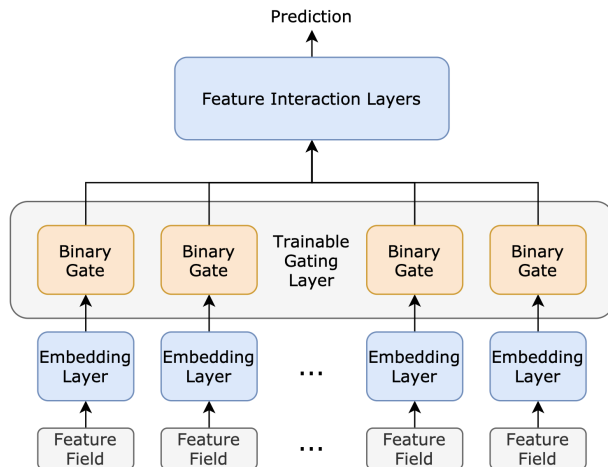 Prediction
Feature Interaction Layers
Binary Gate
Binary Gate
Trainable Gating Layer
Binary Gate
Binary Gate
Embedding Layer
Embedding Layer
...
Embedding Layer
Embedding Layer
Feature Field
Feature Field
...
Feature Field
Feature Field